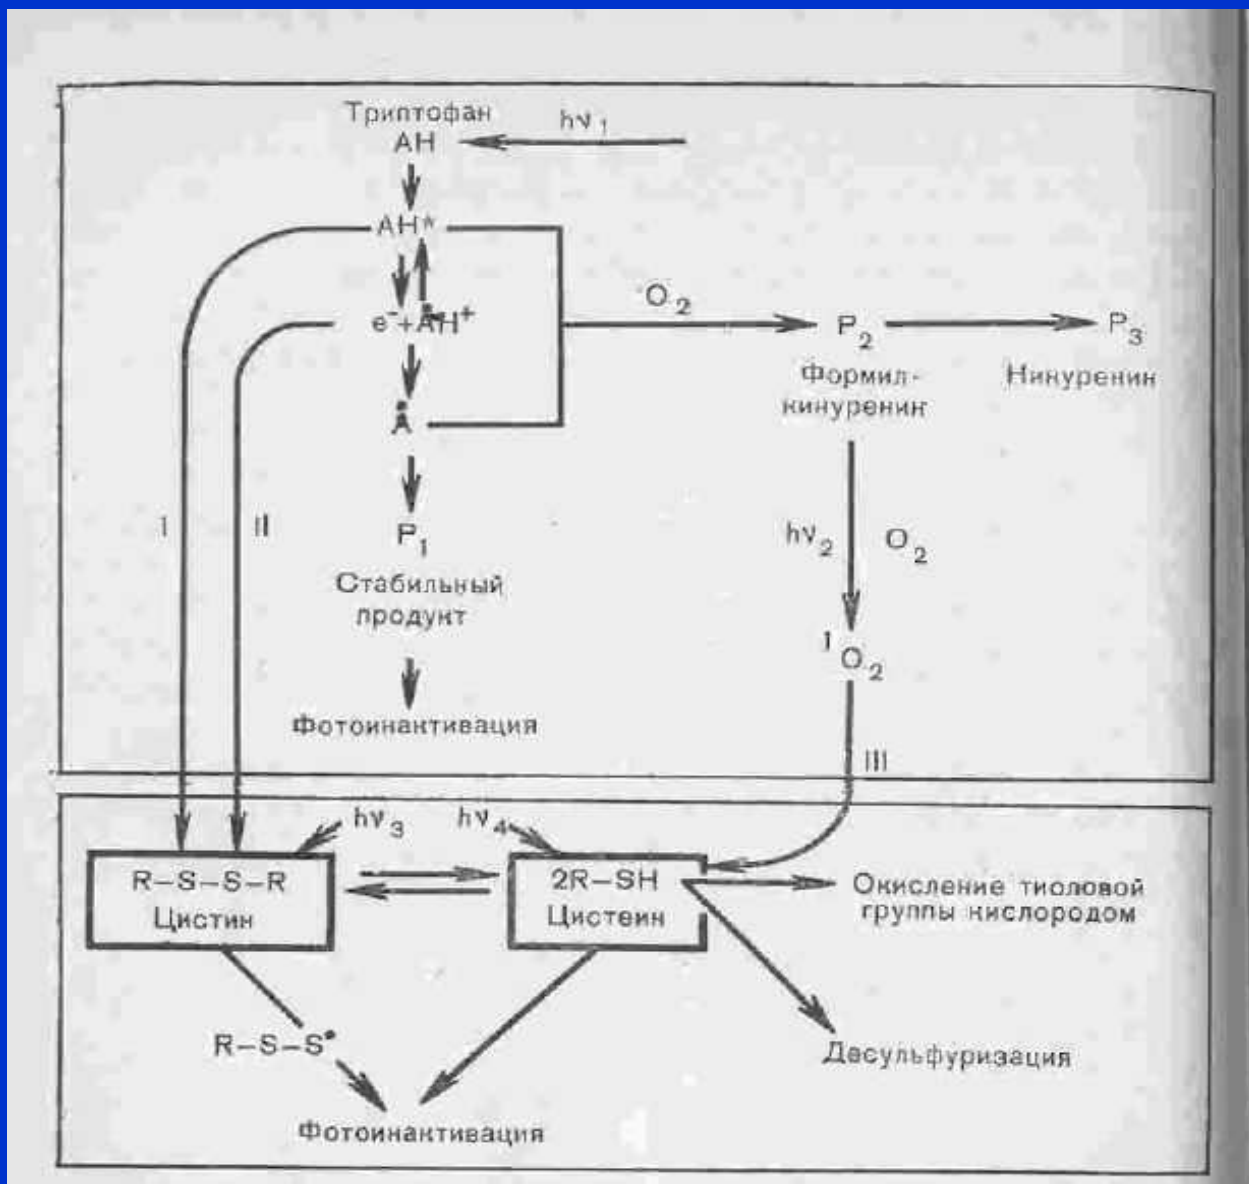 Триптофан
AH
hν₁
AH*
e⁻+ȦH⁺
O₂
P₂
P₃
Формил-
кинуренин
Кинуренин
Ȧ
I
II
P₁
hν₂
O₂
Стабильный
продукт
¹O₂
Фотоинактивация
III
hν₃
hν₄
R–S–S–R
Цистин
2R–SH
Цистеин
Окисление тиоловой
группы кислородом
R–S–S•
Десульфуризация
Фотоинактивация